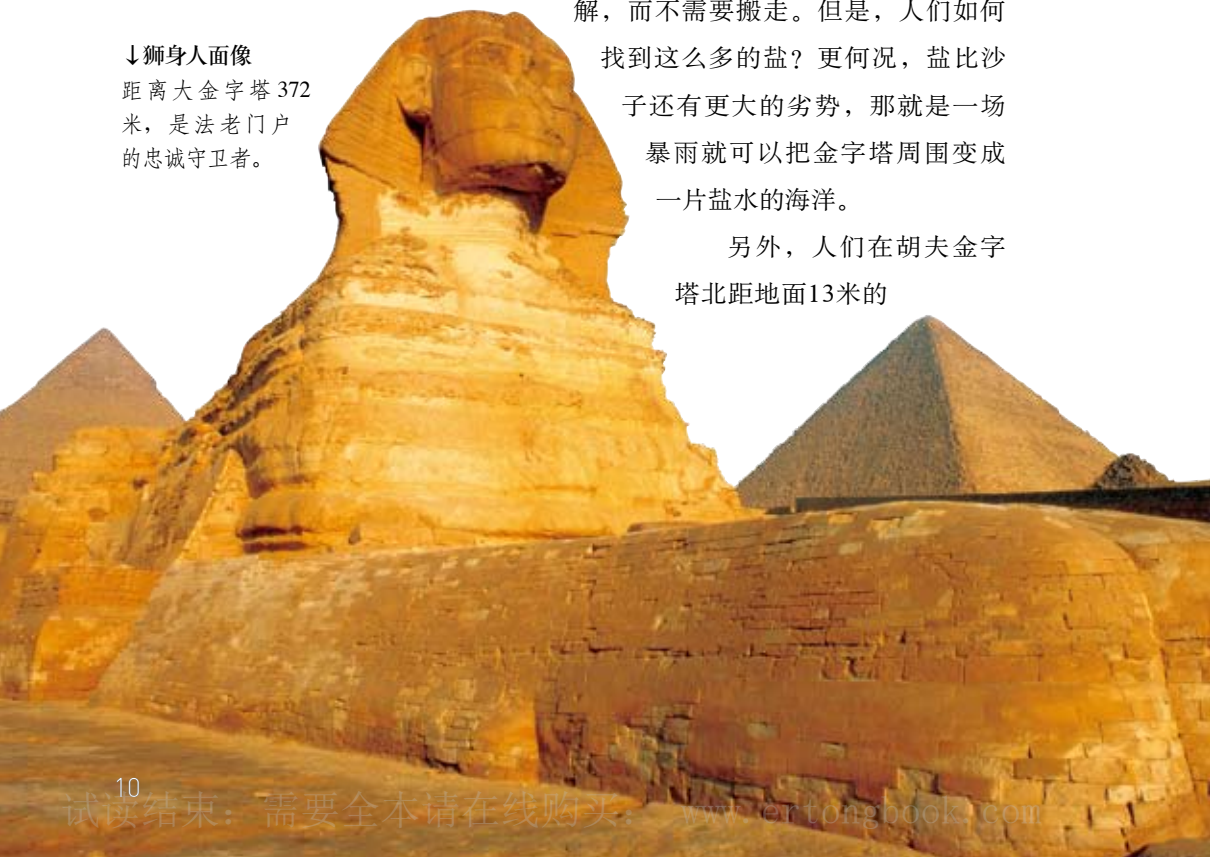 ↓狮身人面像
距离大金字塔 372
米，是法老门户
的忠诚守卫者。
解，而不需要搬走。但是，人们如何
找到这么多的盐？更何况，盐比沙
子还有更大的劣势，那就是一场
暴雨就可以把金字塔周围变成
一片盐水的海洋。
另外，人们在胡夫金字
塔北距地面13米的
10
试读结束：需要全本请在线购买： www.ertongbook.com